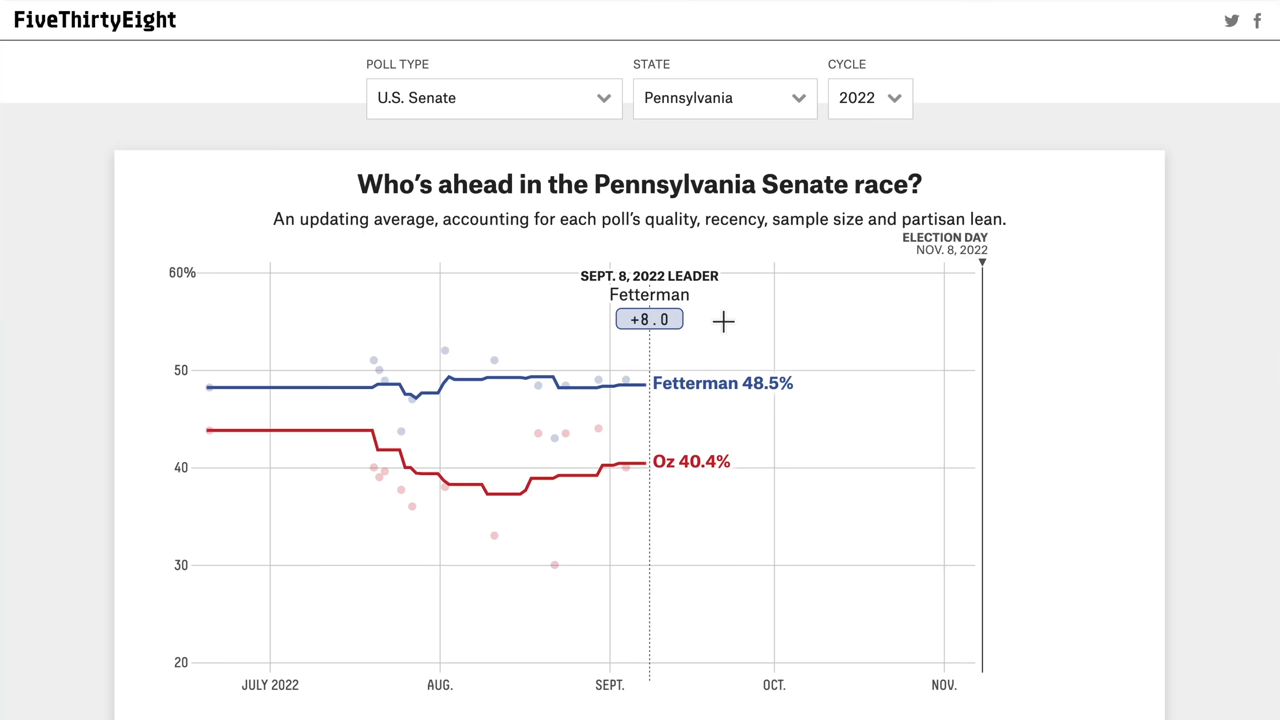 FiveThirtyEight
POLL TYPE
STATE
CYCLE
U.S. Senate
Pennsylvania
2022
Who's ahead in the Pennsylvania Senate race?
An updating average, accounting for each poll's quality, recency, sample size and partisan lean.
ELECTION DAY
NOV. 8, 2022
60%
SEPT. 8, 2022 LEADER
Fetterman
+8.0
50
Fetterman 48.5%
40
Oz 40.4%
30
20
JULY 2022
AUG.
SEPT.
OCT.
NOV.